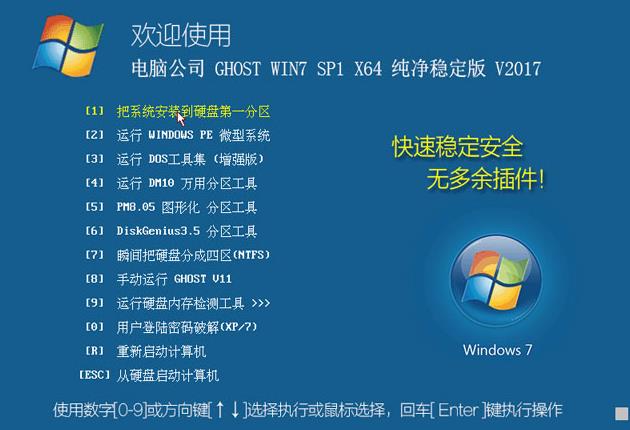 欢迎使用
电脑公司 GHOST WIN7 SP1 X64 纯净稳定版 V2017
[1] 把系统安装到硬盘第一分区
[2] 运行 WINDOWS PE 微型系统
[3] 运行 DOS工具集 (增强版)
[4] 运行 DM10 万用分区工具
[5] PM8.05 图形化 分区工具
[6] DiskGenius3.5 分区工具
[7] 瞬间把硬盘分成四区(NTFS)
[8] 手动运行 GHOST V11
[9] 运行硬盘内存检测工具 >>>
[0] 用户登陆密码破解(XP/7)
[R] 重新启动计算机
[ESC] 从硬盘启动计算机
快速稳定安全
无多余插件!
Windows 7
使用数字[0-9]或方向键[↑↓]选择执行或鼠标选择，回车[ Enter ]键执行操作